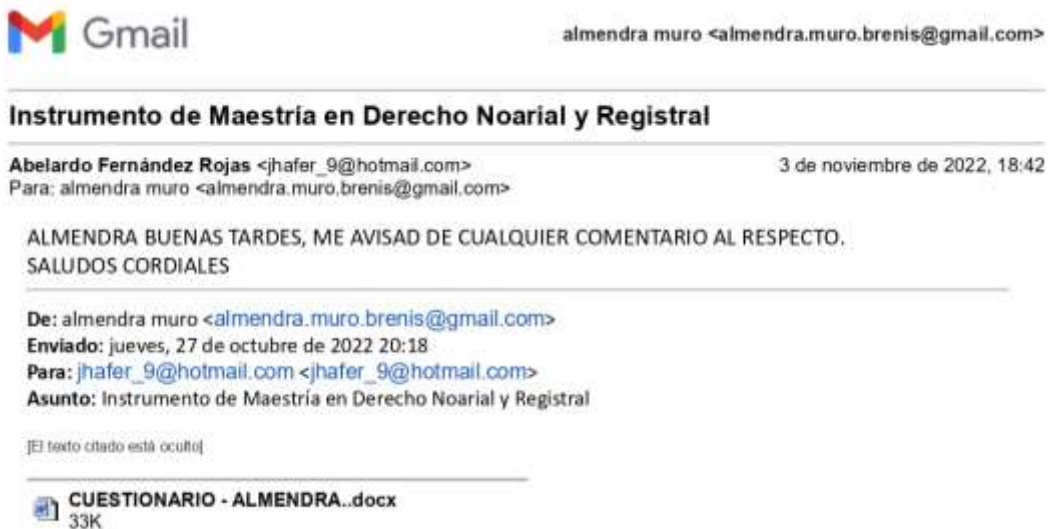 Gmail
almendra muro <almendra.muro.brenis@gmail.com>
Instrumento de Maestría en Derecho Noarial y Registral
Abelardo Fernández Rojas <jhafer_9@hotmail.com>
3 de noviembre de 2022, 18:42
Para: almendra muro <almendra.muro.brenis@gmail.com>
ALMENDRA BUENAS TARDES, ME AVISAD DE CUALQUIER COMENTARIO AL RESPECTO.
SALUDOS CORDIALES
De: almendra muro <almendra.muro.brenis@gmail.com>
Enviado: jueves, 27 de octubre de 2022 20:18
Para: jhafer_9@hotmail.com <jhafer_9@hotmail.com>
Asunto: Instrumento de Maestría en Derecho Noarial y Registral
[El texto citado está oculto]
CUESTIONARIO - ALMENDRA..docx
33K